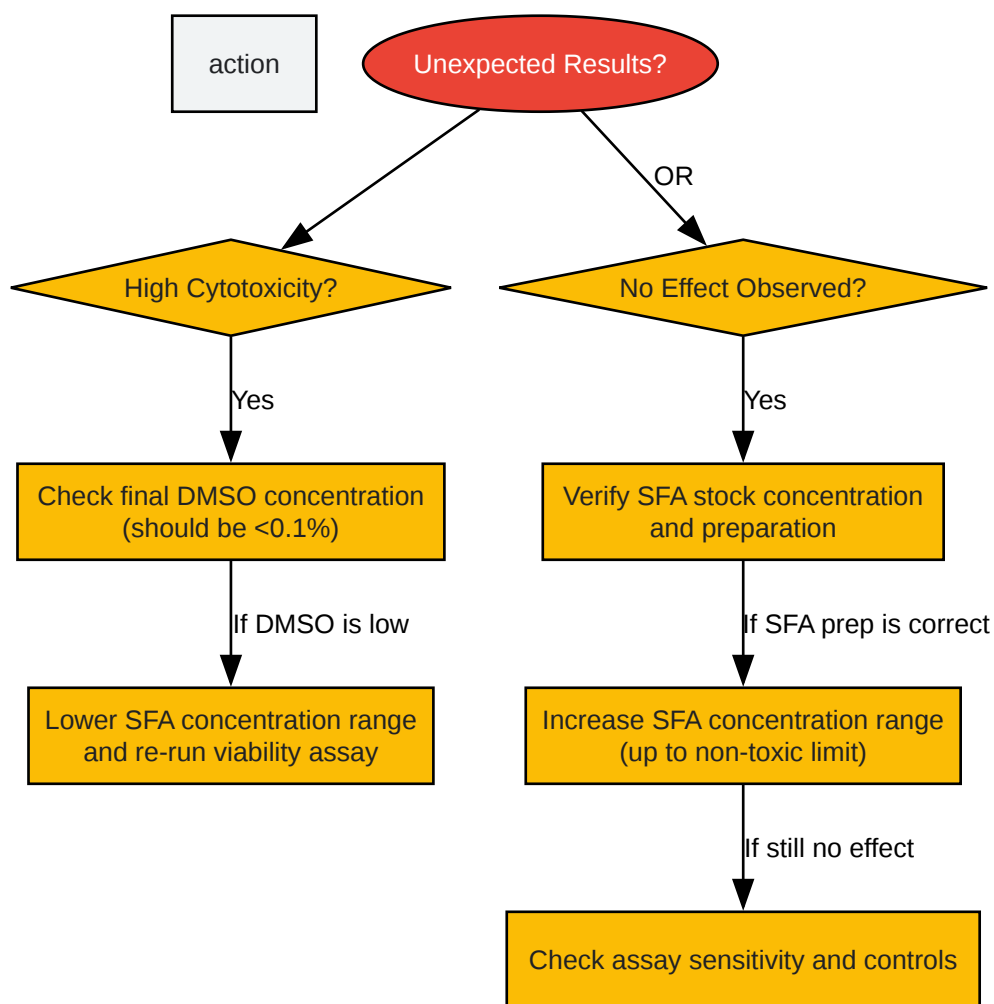 action
Unexpected Results?
OR
High Cytotoxicity?
No Effect Observed?
Yes
Yes
Check final DMSO concentration
(should be <0.1%)
Verify SFA stock concentration
and preparation
If DMSO is low
If SFA prep is correct
Lower SFA concentration range
and re-run viability assay
Increase SFA concentration range
(up to non-toxic limit)
If still no effect
Check assay sensitivity and controls